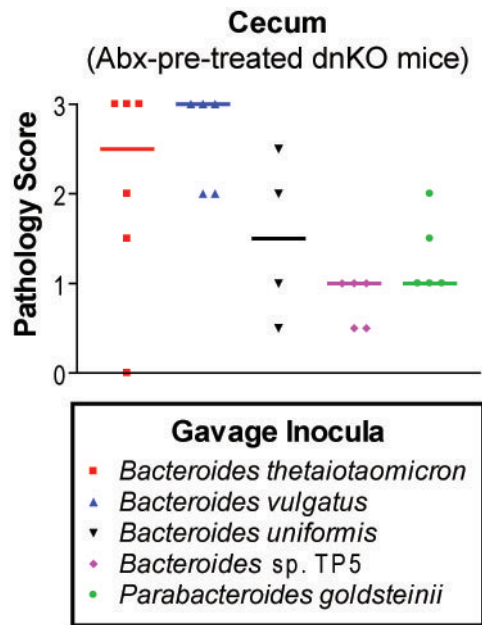 Cecum
(Abx-pre-treated dnKO mice)
Pathology Score
3
2
1
0
Gavage Inocula
Bacteroides thetaiotaomicron
Bacteroides vulgatus
Bacteroides uniformis
Bacteroides sp. TP5
Parabacteroides goldsteinii